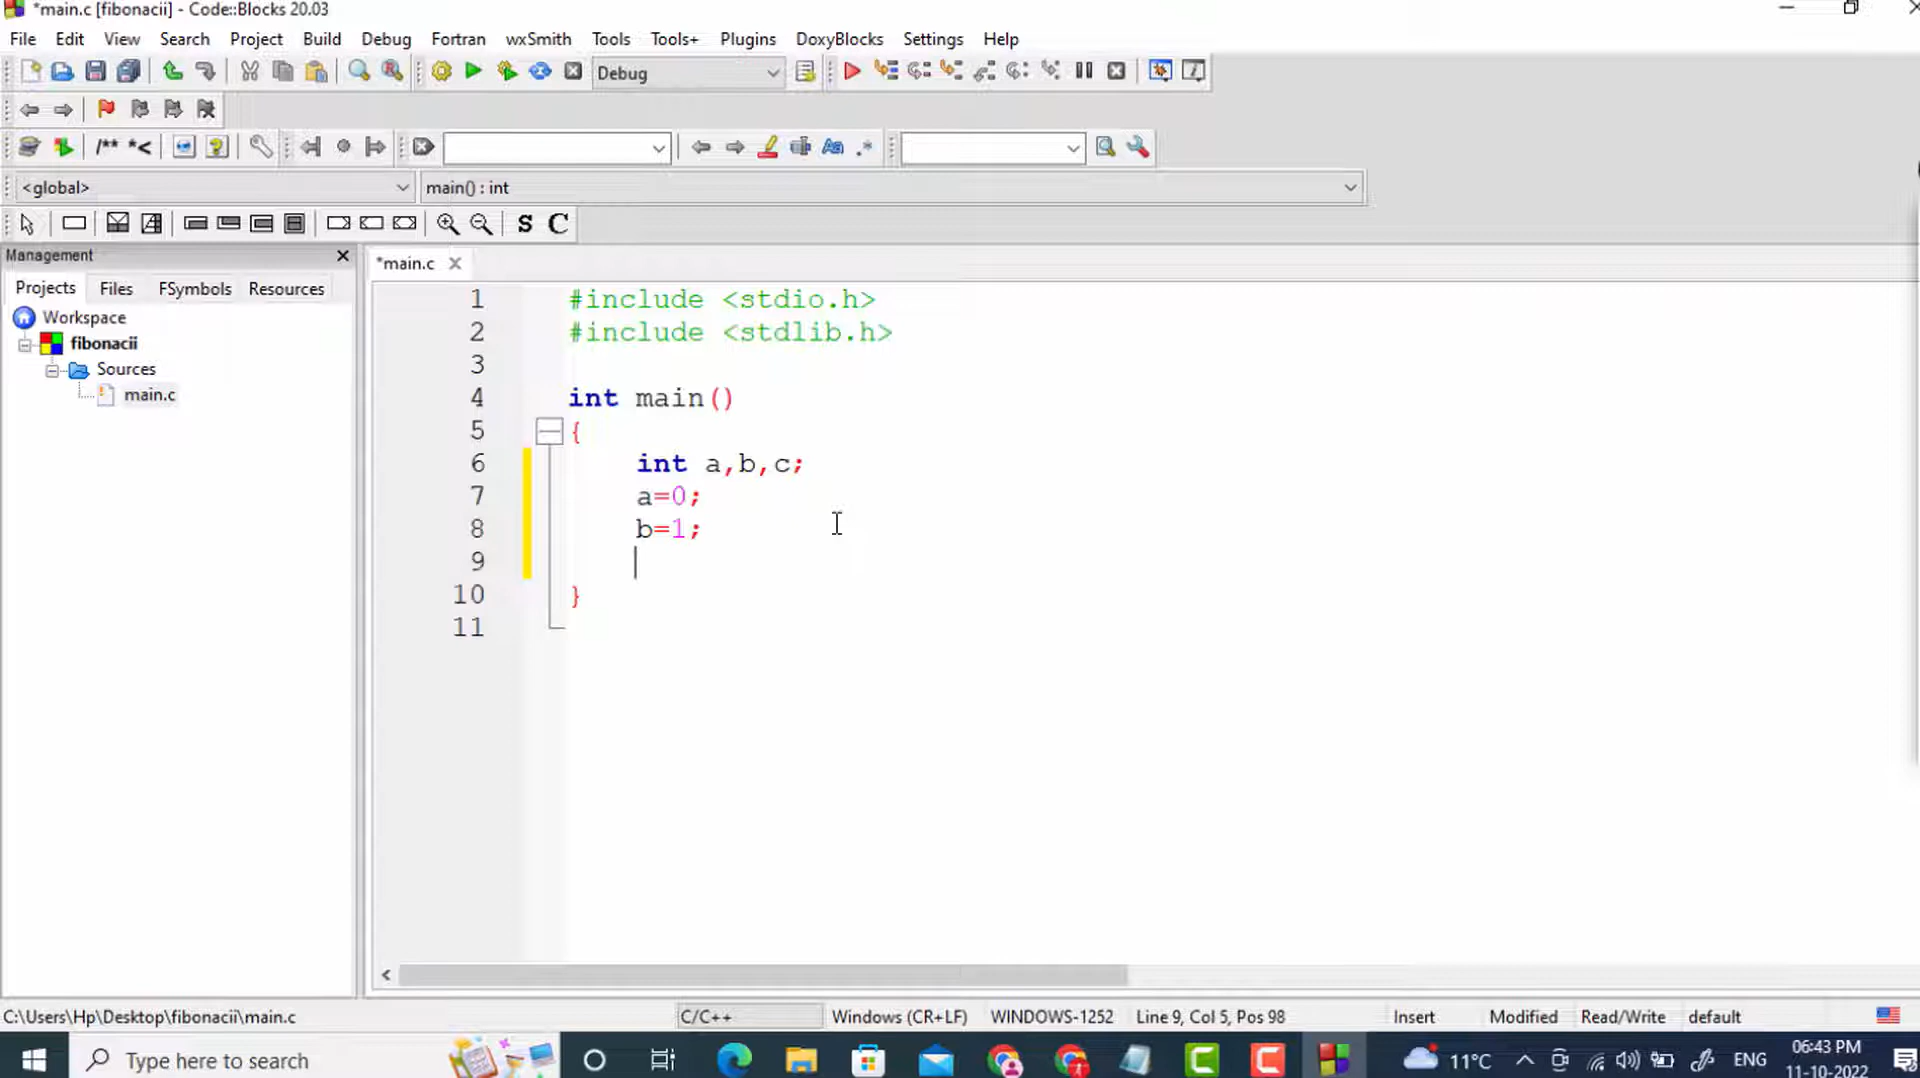 *main.c [fibonacii] - Code::Blocks 20.03
File Edit View Search Project Build Debug Fortran wxSmith Tools Tools+ Plugins DoxyBlocks Settings Help
Debug
/** *<
Aa .*
<global> main() : int
S C
Management
*main.c
Projects Files FSymbols Resources
Workspace
fibonacii
Sources
main.c
1 #include <stdio.h>
2 #include <stdlib.h>
3
4 int main()
5 {
6 int a,b,c;
7 a=0;
8 b=1;
9
10 }
11
C:\Users\Hp\Desktop\fibonacii\main.c C/C++ Windows (CR+LF) WINDOWS-1252 Line 9, Col 5, Pos 98 Insert Modified Read/Write default
Type here to search 11°C ENG 06:43 PM
11-10-2022